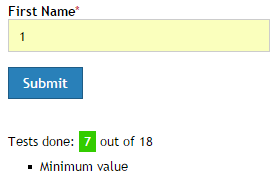 First Name*
1
Submit
Tests done: 7 out of 18
▪ Minimum value